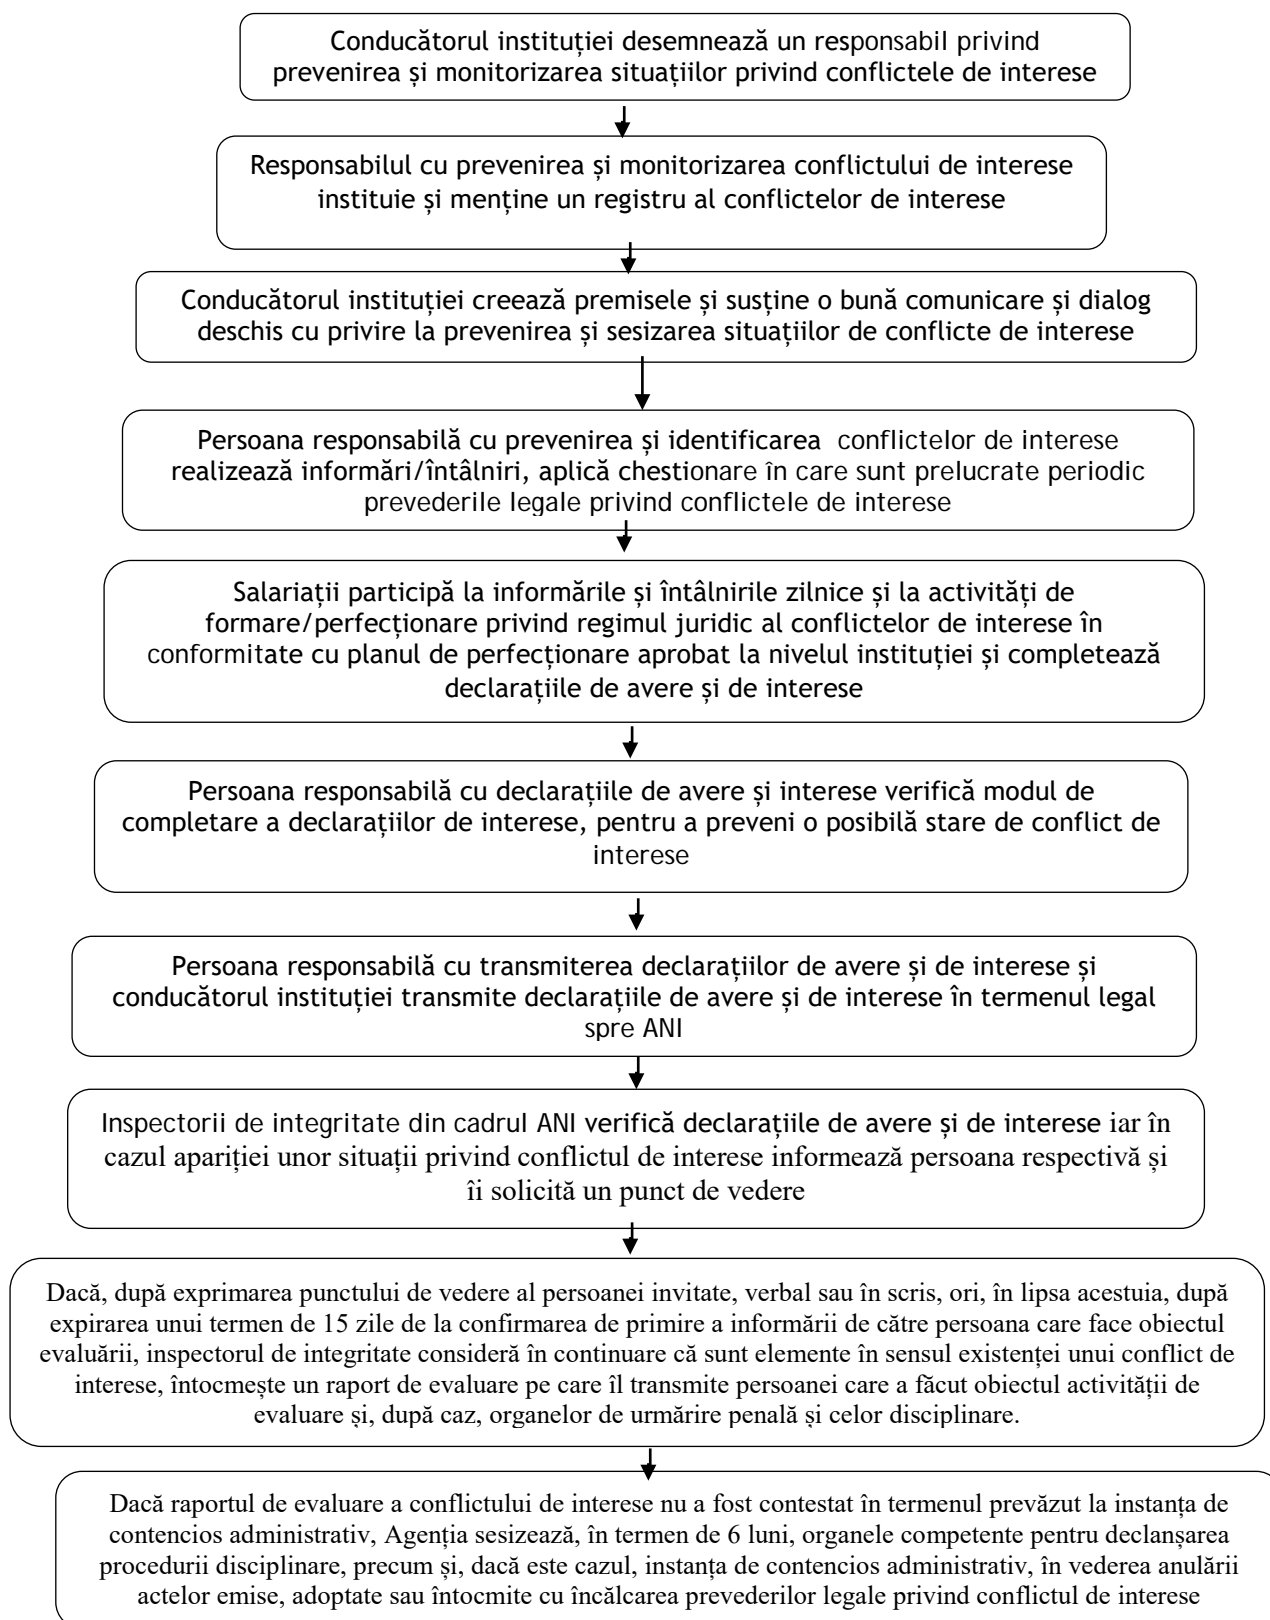 Conducătorul instituției desemnează un responsabil privind
prevenirea și monitorizarea situațiilor privind conflictele de interese
Responsabilul cu prevenirea și monitorizarea conflictului de interese
instituie și menține un registru al conflictelor de interese
Conducătorul instituției creează premisele și susține o bună comunicare și dialog
deschis cu privire la prevenirea și sesizarea situațiilor de conflicte de interese
Persoana responsabilă cu prevenirea și identificarea conflictelor de interese
realizează informări/întâlniri, aplică chestionare în care sunt prelucrate periodic
prevederile legale privind conflictele de interese
Salariații participă la informările și întâlnirile zilnice și la activități de
formare/perfecționare privind regimul juridic al conflictelor de interese în
conformitate cu planul de perfecționare aprobat la nivelul instituției și completează
declarațiile de avere și de interese
Persoana responsabilă cu declarațiile de avere și interese verifică modul de
completare a declarațiilor de interese, pentru a preveni o posibilă stare de conflict de
interese
Persoana responsabilă cu transmiterea declarațiilor de avere și de interese și
conducătorul instituției transmite declarațiile de avere și de interese în termenul legal
spre ANI
Inspectorii de integritate din cadrul ANI verifică declarațiile de avere și de interese iar în
cazul apariției unor situații privind conflictul de interese informează persoana respectivă și
îi solicită un punct de vedere
Dacă, după exprimarea punctului de vedere al persoanei invitate, verbal sau în scris, ori, în lipsa acestuia, după
expirarea unui termen de 15 zile de la confirmarea de primire a informării de către persoana care face obiectul
evaluării, inspectorul de integritate consideră în continuare că sunt elemente în sensul existenței unui conflict de
interese, întocmește un raport de evaluare pe care îl transmite persoanei care a făcut obiectul activității de
evaluare și, după caz, organelor de urmărire penală și celor disciplinare.
Dacă raportul de evaluare a conflictului de interese nu a fost contestat în termenul prevăzut la instanța de
contencios administrativ, Agenția sesizează, în termen de 6 luni, organele competente pentru declanșarea
procedurii disciplinare, precum și, dacă este cazul, instanța de contencios administrativ, în vederea anulării
actelor emise, adoptate sau întocmite cu încălcarea prevederilor legale privind conflictul de interese